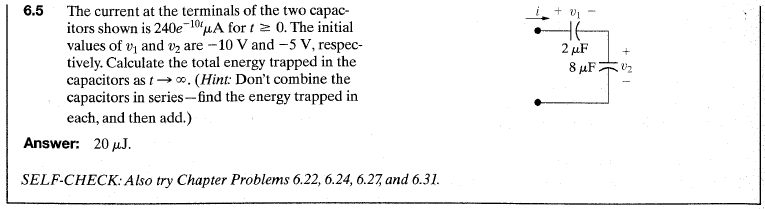 6.5 The current at the terminals of the two capac-
itors shown is 240e⁻¹⁰ᵗμA for t ≥ 0. The initial
values of v₁ and v₂ are −10 V and −5 V, respec-
tively. Calculate the total energy trapped in the
capacitors as t → ∞. (Hint: Don't combine the
capacitors in series—find the energy trapped in
each, and then add.)
i + v₁ −
2 μF
+
8 μF v₂
−
Answer: 20 μJ.
SELF-CHECK: Also try Chapter Problems 6.22, 6.24, 6.27, and 6.31.